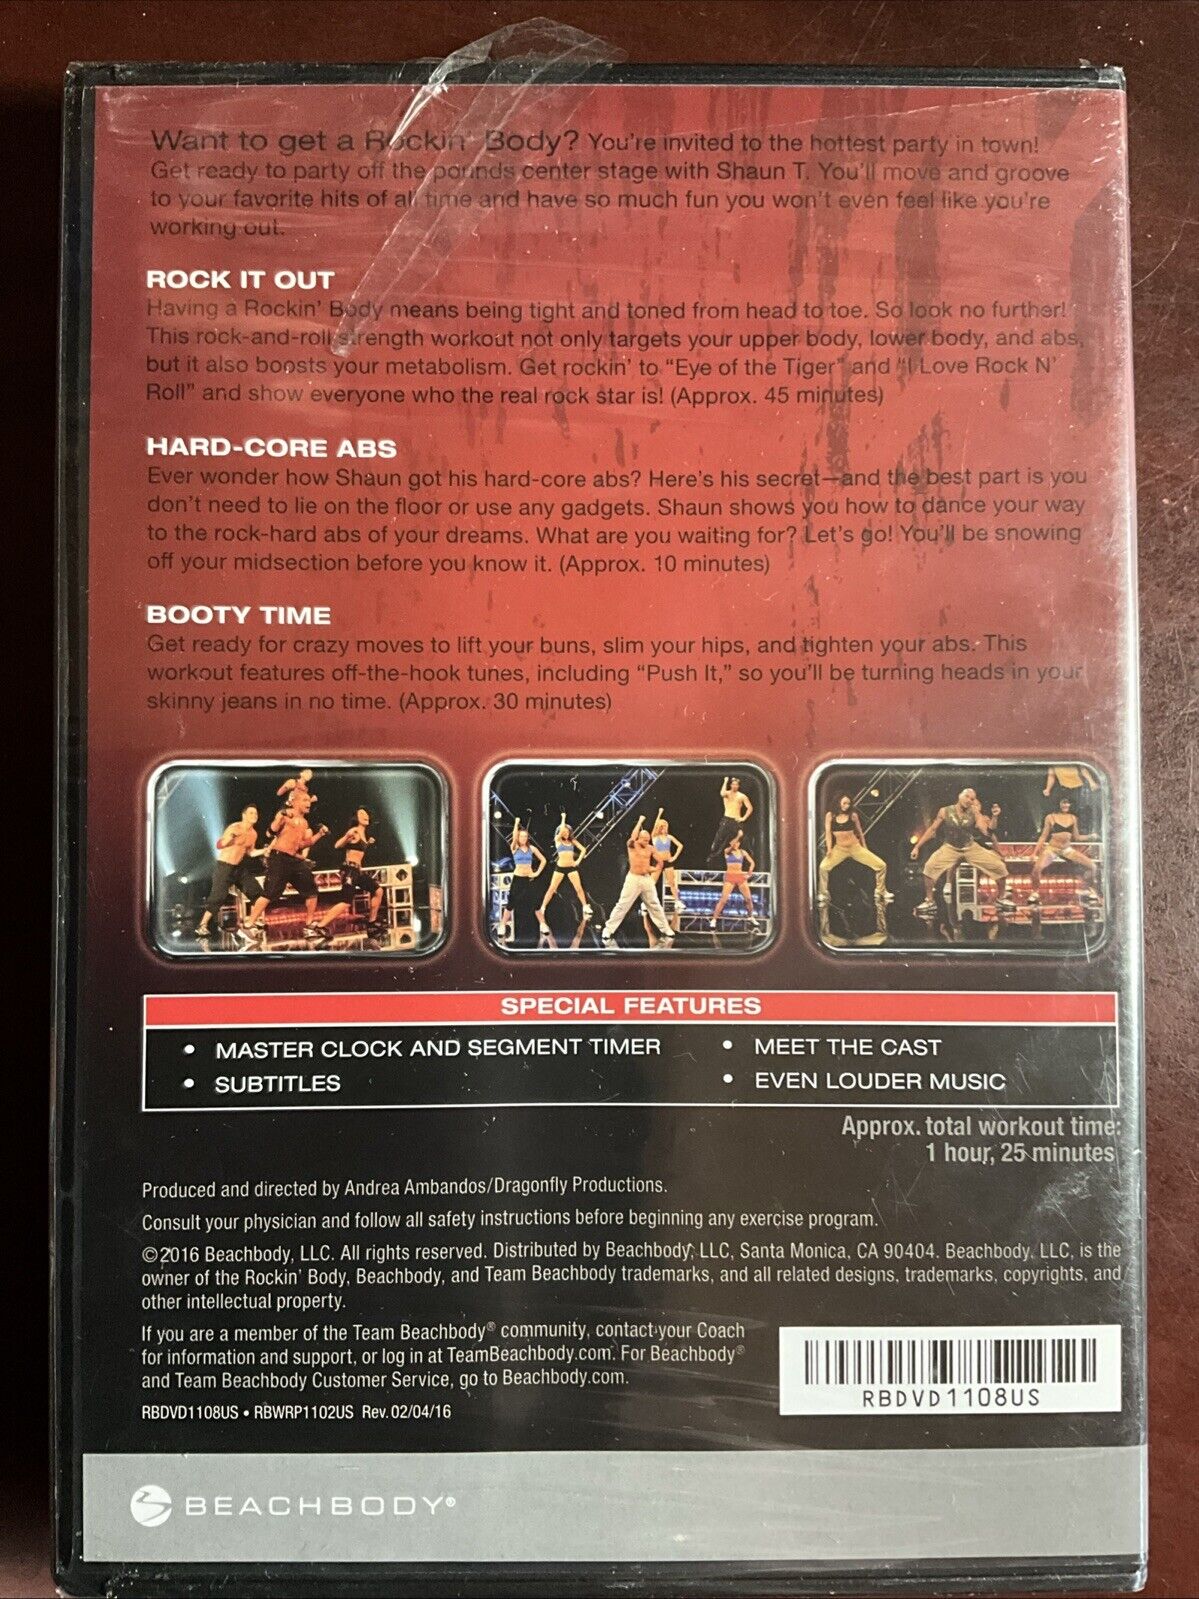 Want to get a Rockin' Body? You're invited to the hottest party in town!
Get ready to party off the pounds center stage with Shaun T. You'll move and groove
to your favorite hits of all time and have so much fun you won't even feel like you're
working out.
ROCK IT OUT
Having a Rockin' Body means being tight and toned from head to toe. So look no further!
This rock-and-roll strength workout not only targets your upper body, lower body, and abs,
but it also boosts your metabolism. Get rockin' to “Eye of the Tiger” and “I Love Rock N'
Roll” and show everyone who the real rock star is! (Approx. 45 minutes)
HARD-CORE ABS
Ever wonder how Shaun got his hard-core abs? Here's his secret—and the best part is you
don't need to lie on the floor or use any gadgets. Shaun shows you how to dance your way
to the rock-hard abs of your dreams. What are you waiting for? Let's go! You'll be snowing
off your midsection before you know it. (Approx. 10 minutes)
BOOTY TIME
Get ready for crazy moves to lift your buns, slim your hips, and tighten your abs. This
workout features off-the-hook tunes, including “Push It,” so you'll be turning heads in your
skinny jeans in no time. (Approx. 30 minutes)
SPECIAL FEATURES
• MASTER CLOCK AND SEGMENT TIMER
• SUBTITLES
• MEET THE CAST
• EVEN LOUDER MUSIC
Approx. total workout time:
1 hour, 25 minutes
Produced and directed by Andrea Ambandos/Dragonfly Productions.
Consult your physician and follow all safety instructions before beginning any exercise program.
©2016 Beachbody, LLC. All rights reserved. Distributed by Beachbody, LLC, Santa Monica, CA 90404. Beachbody, LLC, is the
owner of the Rockin' Body, Beachbody, and Team Beachbody trademarks, and all related designs, trademarks, copyrights, and
other intellectual property.
If you are a member of the Team Beachbody® community, contact your Coach
for information and support, or log in at TeamBeachbody.com. For Beachbody®
and Team Beachbody Customer Service, go to Beachbody.com.
RBDVD1108US • RBWRP1102US Rev. 02/04/16
RBDVD1108US
BEACHBODY®